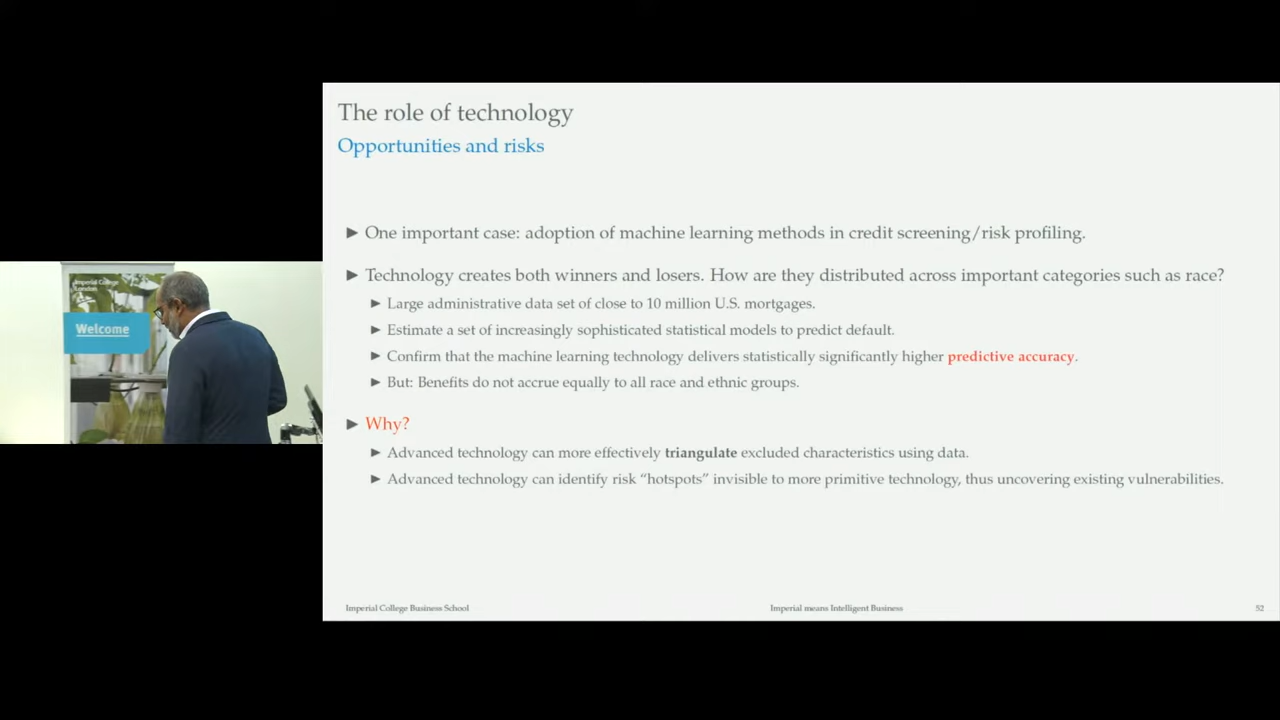 The role of technology
Opportunities and risks
▶ One important case: adoption of machine learning methods in credit screening/risk profiling.
▶ Technology creates both winners and losers. How are they distributed across important categories such as race?
▶ Large administrative data set of close to 10 million U.S. mortgages.
▶ Estimate a set of increasingly sophisticated statistical models to predict default.
▶ Confirm that the machine learning technology delivers statistically significantly higher predictive accuracy.
▶ But: Benefits do not accrue equally to all race and ethnic groups.
▶ Why?
▶ Advanced technology can more effectively triangulate excluded characteristics using data.
▶ Advanced technology can identify risk “hotspots” invisible to more primitive technology, thus uncovering existing vulnerabilities.
Imperial College Business School
Imperial means Intelligent Business
52
Imperial College
London
Welcome